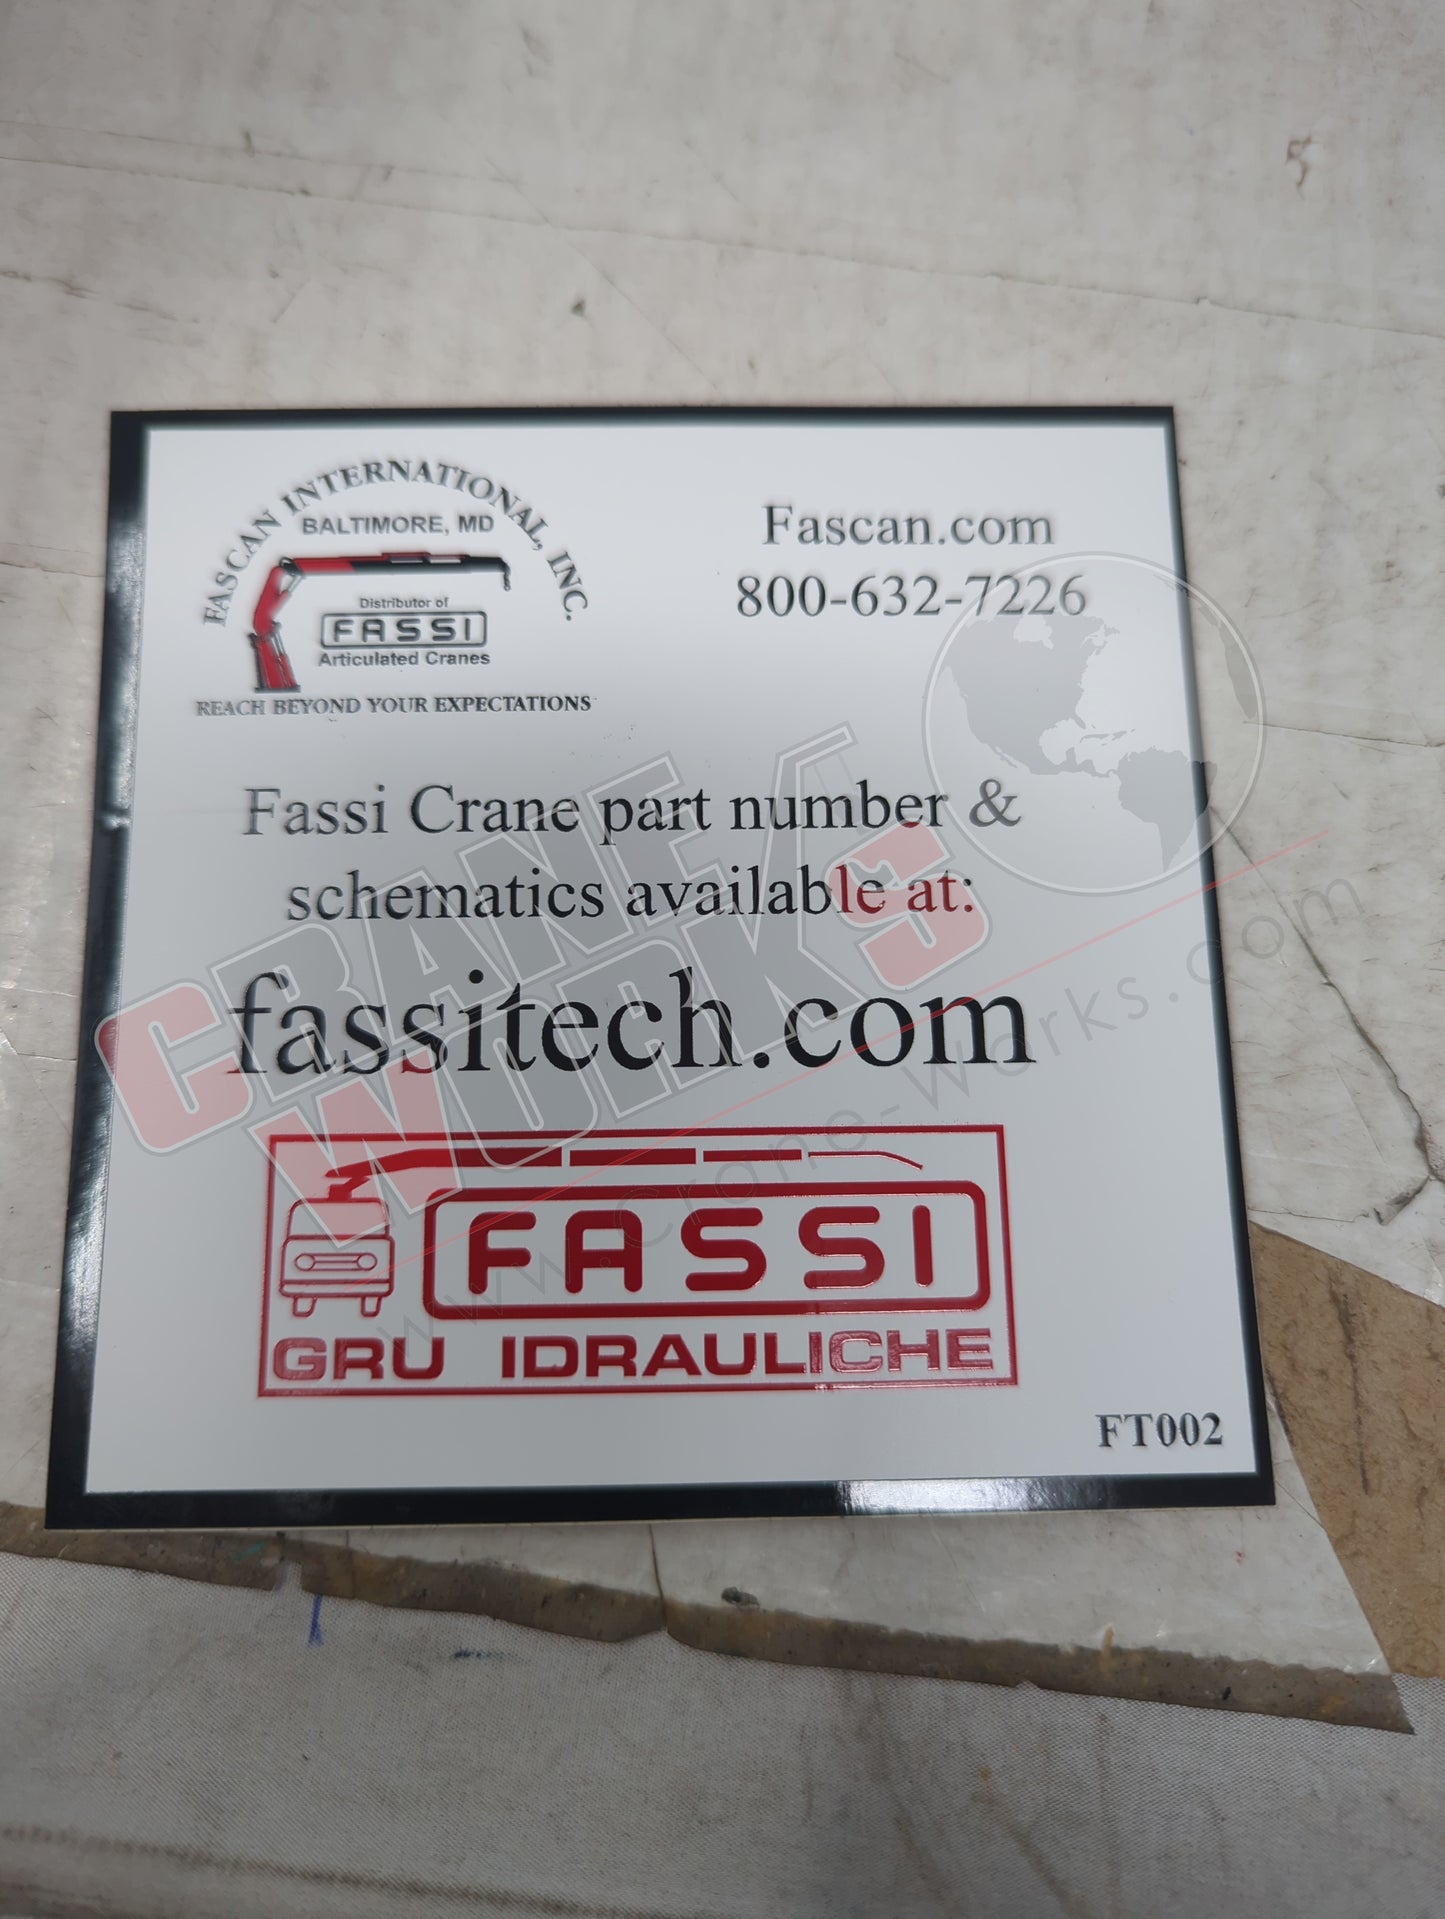 FASCAN INTERNATIONAL, INC.
BALTIMORE, MD
Distributor of
FASSI
Articulated Cranes
REACH BEYOND YOUR EXPECTATIONS
Fascan.com
800-632-7226
Fassi Crane part number &
schematics available at:
fassitech.com
FASSI
GRU IDRAULICHE
FT002
CRANE
WORKS
www.crane-works.com